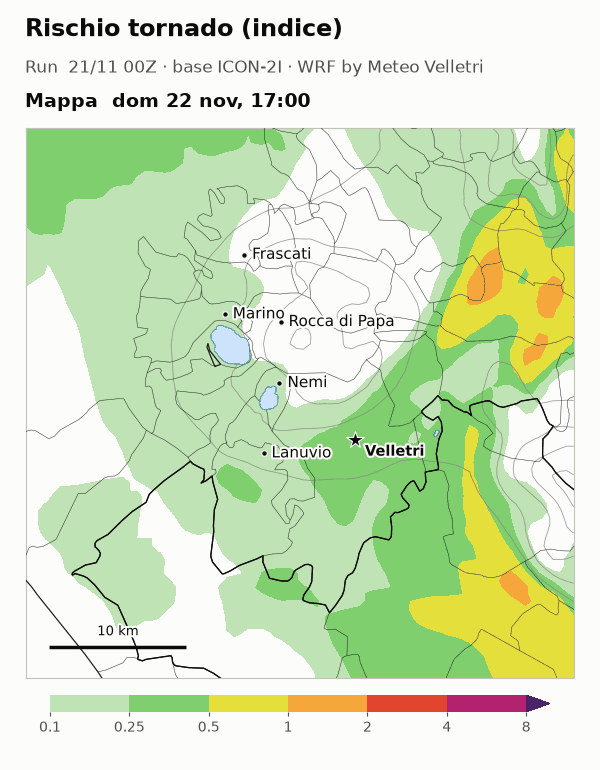 Rischio tornado (indice)
Run  21/11 00Z · base ICON-2I · WRF by Meteo Velletri
Mappa  dom 22 nov, 17:00
Frascati
Marino
Rocca di Papa
Nemi
Lanuvio
Velletri
10 km
0.1 0.25 0.5 1 2 4 8